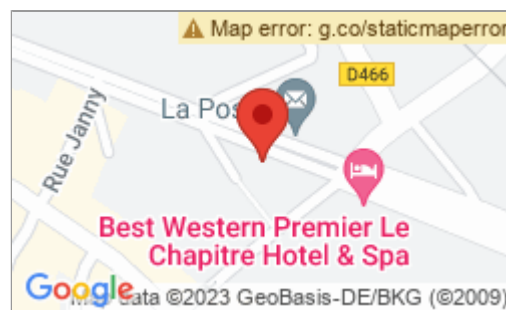 Map error: g.co/staticmaperror
D466
La Pos
Rue Janny
Best Western Premier Le
Chapitre Hotel & Spa
Google
Map data ©2023 GeoBasis-DE/BKG (©2009)